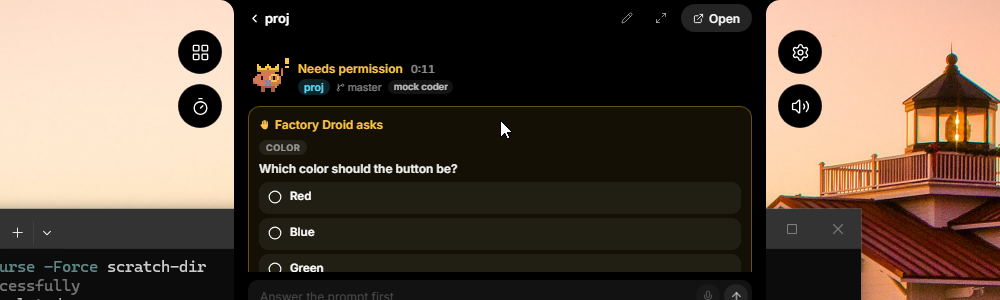 proj
Open
Needs permission 0:11
proj master mock coder
Factory Droid asks
COLOR
Which color should the button be?
Red
Blue
Green
Answer the prompt first
urse -Force scratch-dir
cessfully